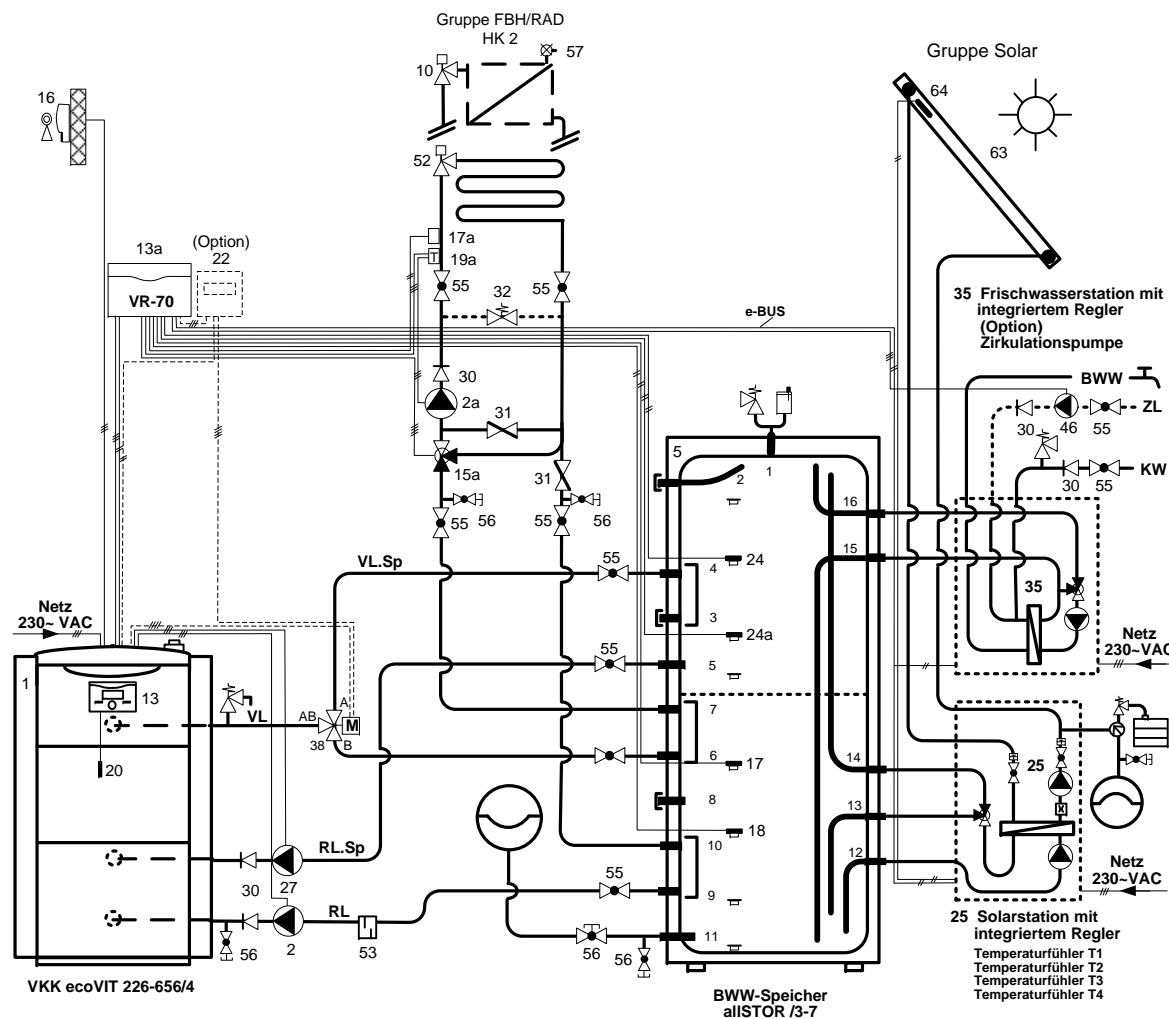 Gruppe FBH/RAD
HK 2
57
10
Gruppe Solar
64
63
16
52
17a
19a
T
(Option)
22
13a
VR-70
55
32
55
e-BUS
35 Frischwasserstation mit
integriertem Regler
(Option)
Zirkulationspumpe
BWW
ZL
30
46
55
KW
30
55
30
2a
31
15a
31
55
56
55
56
5
2
1
16
15
24
35
VL.Sp
55
4
3
24a
Netz
230~ VAC
Netz
230~VAC
1
13
VL
AB
A
M
38
B
55
5
7
6
17
14
25
20
8
18
13
10
12
RL.Sp
30
27
55
9
Netz
230~VAC
RL
56
2
53
56
56
11
25 Solarstation mit
integriertem Regler
Temperaturfühler T1
Temperaturfühler T2
Temperaturfühler T3
Temperaturfühler T4
VKK ecoVIT 226-656/4
BWW-Speicher
allSTOR /3-7